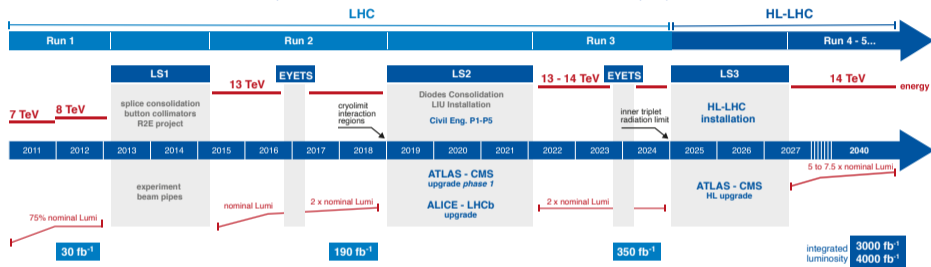 LHC
HL-LHC
Run 1
Run 2
Run 3
Run 4 - 5...
LS1
EYETS
LS2
EYETS
LS3
7 TeV
8 TeV
13 TeV
13 - 14 TeV
14 TeV
energy
splice consolidation
button collimators
R2E project
cryolimit
interaction
regions
Diodes Consolidation
LIU Installation
Civil Eng. P1-P5
inner triplet
radiation limit
HL-LHC
installation
2011
2012
2013
2014
2015
2016
2017
2018
2019
2020
2021
2022
2023
2024
2025
2026
2027
2040
experiment
beam pipes
ATLAS - CMS
upgrade phase 1
ALICE - LHCb
upgrade
ATLAS - CMS
HL upgrade
5 to 7.5 x nominal Lumi
75% nominal Lumi
nominal Lumi
2 x nominal Lumi
2 x nominal Lumi
30 fb⁻¹
190 fb⁻¹
350 fb⁻¹
integrated
luminosity
3000 fb⁻¹
4000 fb⁻¹